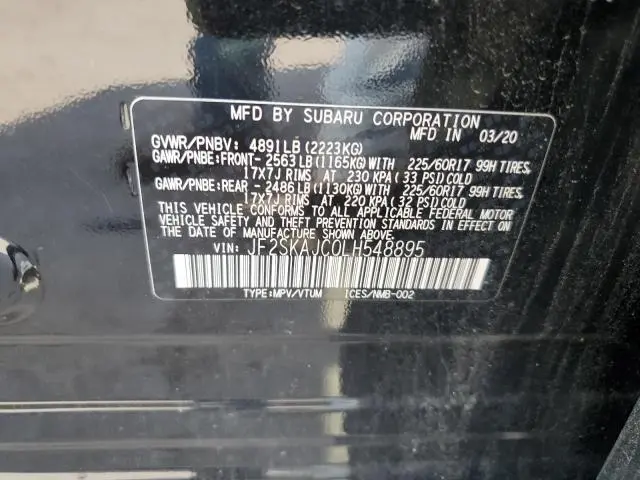 MFD BY SUBARU CORPORATION
MFD IN 03/20
GVWR/PNBV: 4891LB (2223KG)
GAWR/PNBE:FRONT- 2563LB(1165KG)WITH 225/60R17 99H TIRES,
17X7J RIMS AT 230 KPA ( 33 PSI) COLD
GAWR/PNBE:REAR - 2486LB(1130KG)WITH 225/60R17 99H TIRES,
17X7J RIMS AT 220 KPA ( 32 PSI) COLD
THIS VEHICLE CONFORMS TO ALL APPLICABLE FEDERAL MOTOR
VEHICLE SAFETY AND THEFT PREVENTION STANDARDS IN EFFECT ON
THE DATE OF MANUFACTURE SHOWN ABOVE.
VIN: JF2SKAJC0LH548895
TYPE:MPV/VTUM ICES/NMB-002